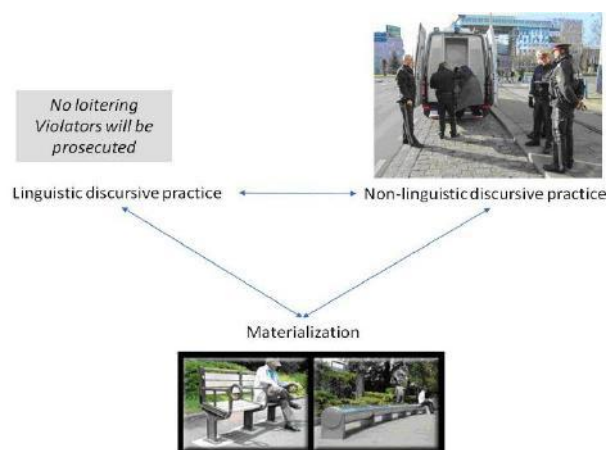 No loitering
Violators will be
prosecuted
Linguistic discursive practice
Non-linguistic discursive practice
Materialization